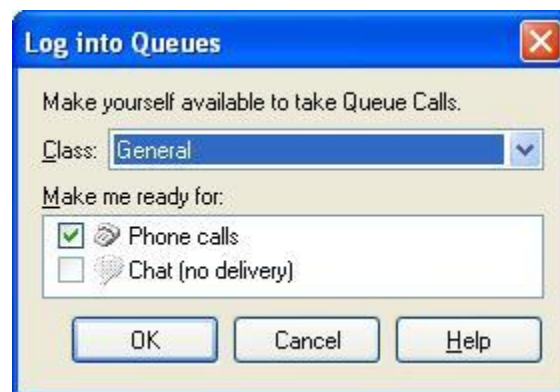 Log into Queues
Make yourself available to take Queue Calls.
Class: General
Make me ready for:
Phone calls
Chat (no delivery)
OK Cancel Help